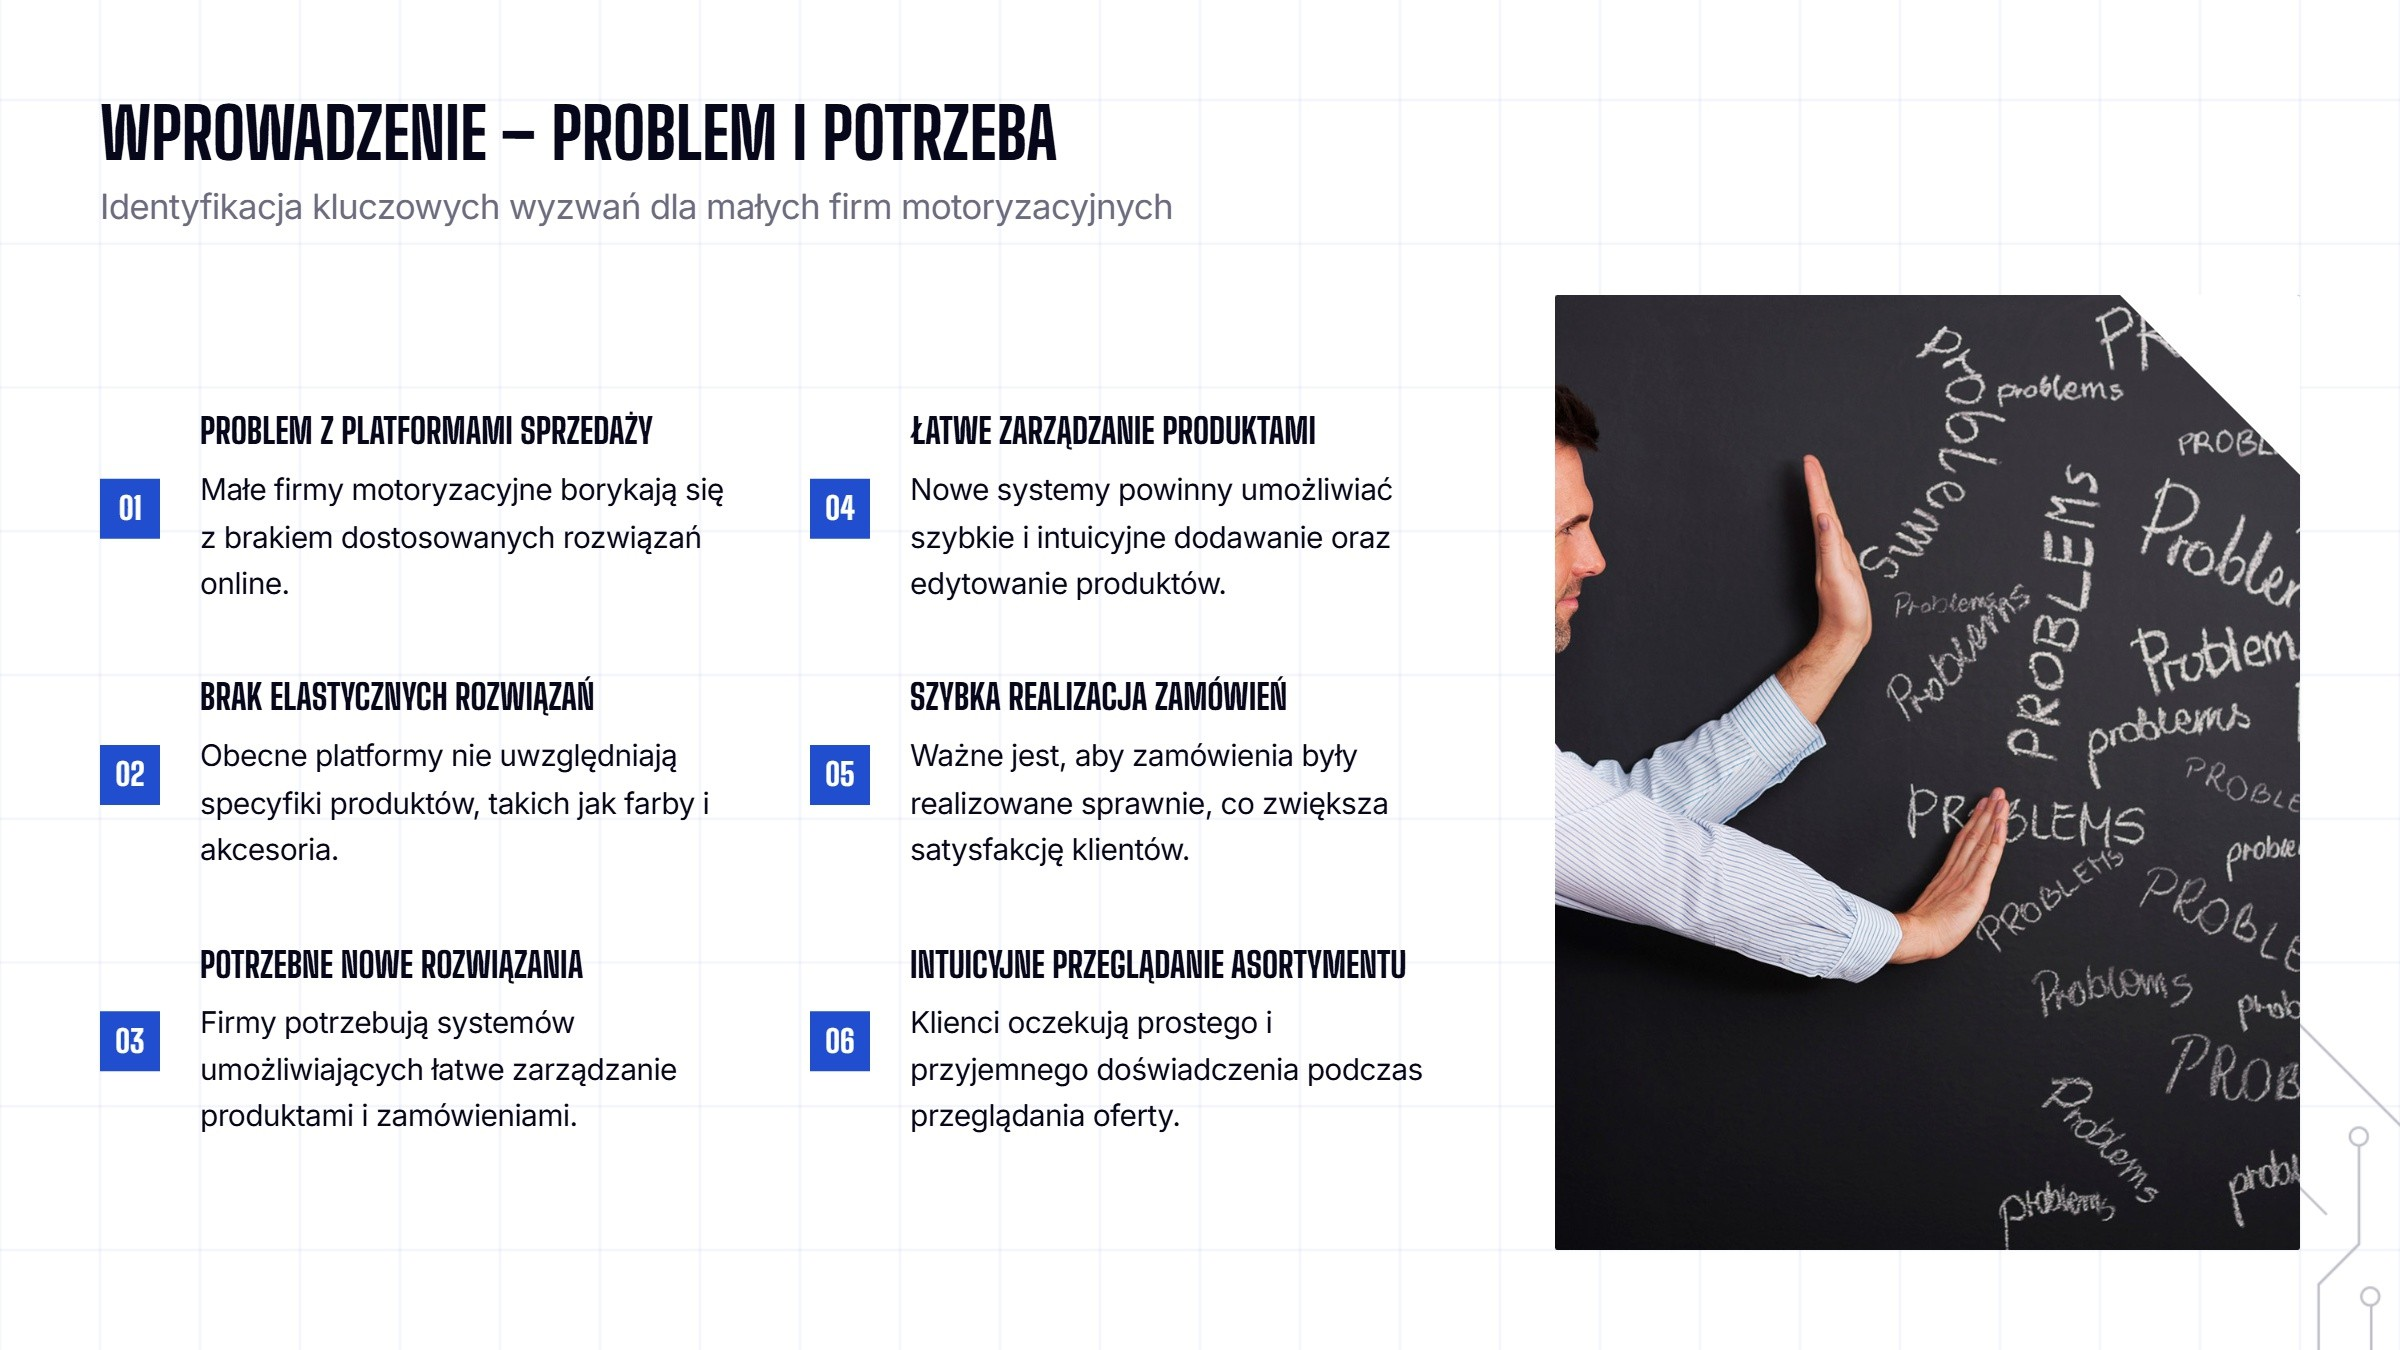 WPROWADZENIE – PROBLEM I POTRZEBA
Identyfikacja kluczowych wyzwań dla małych firm motoryzacyjnych
01
PROBLEM Z PLATFORMAMI SPRZEDAŻY
Małe firmy motoryzacyjne borykają się
z brakiem dostosowanych rozwiązań
online.
02
BRAK ELASTYCZNYCH ROZWIĄZAŃ
Obecne platformy nie uwzględniają
specyfiki produktów, takich jak farby i
akcesoria.
03
POTRZEBNE NOWE ROZWIĄZANIA
Firmy potrzebują systemów
umożliwiających łatwe zarządzanie
produktami i zamówieniami.
04
ŁATWE ZARZĄDZANIE PRODUKTAMI
Nowe systemy powinny umożliwiać
szybkie i intuicyjne dodawanie oraz
edytowanie produktów.
05
SZYBKA REALIZACJA ZAMÓWIEŃ
Ważne jest, aby zamówienia były
realizowane sprawnie, co zwiększa
satysfakcję klientów.
06
INTUICYJNE PRZEGLĄDANIE ASORTYMENTU
Klienci oczekują prostego i
przyjemnego doświadczenia podczas
przeglądania oferty.
problems
problems
PROBLEMS
Problems
Problems
problems
PROBLEMS
Problems
Problems
problems